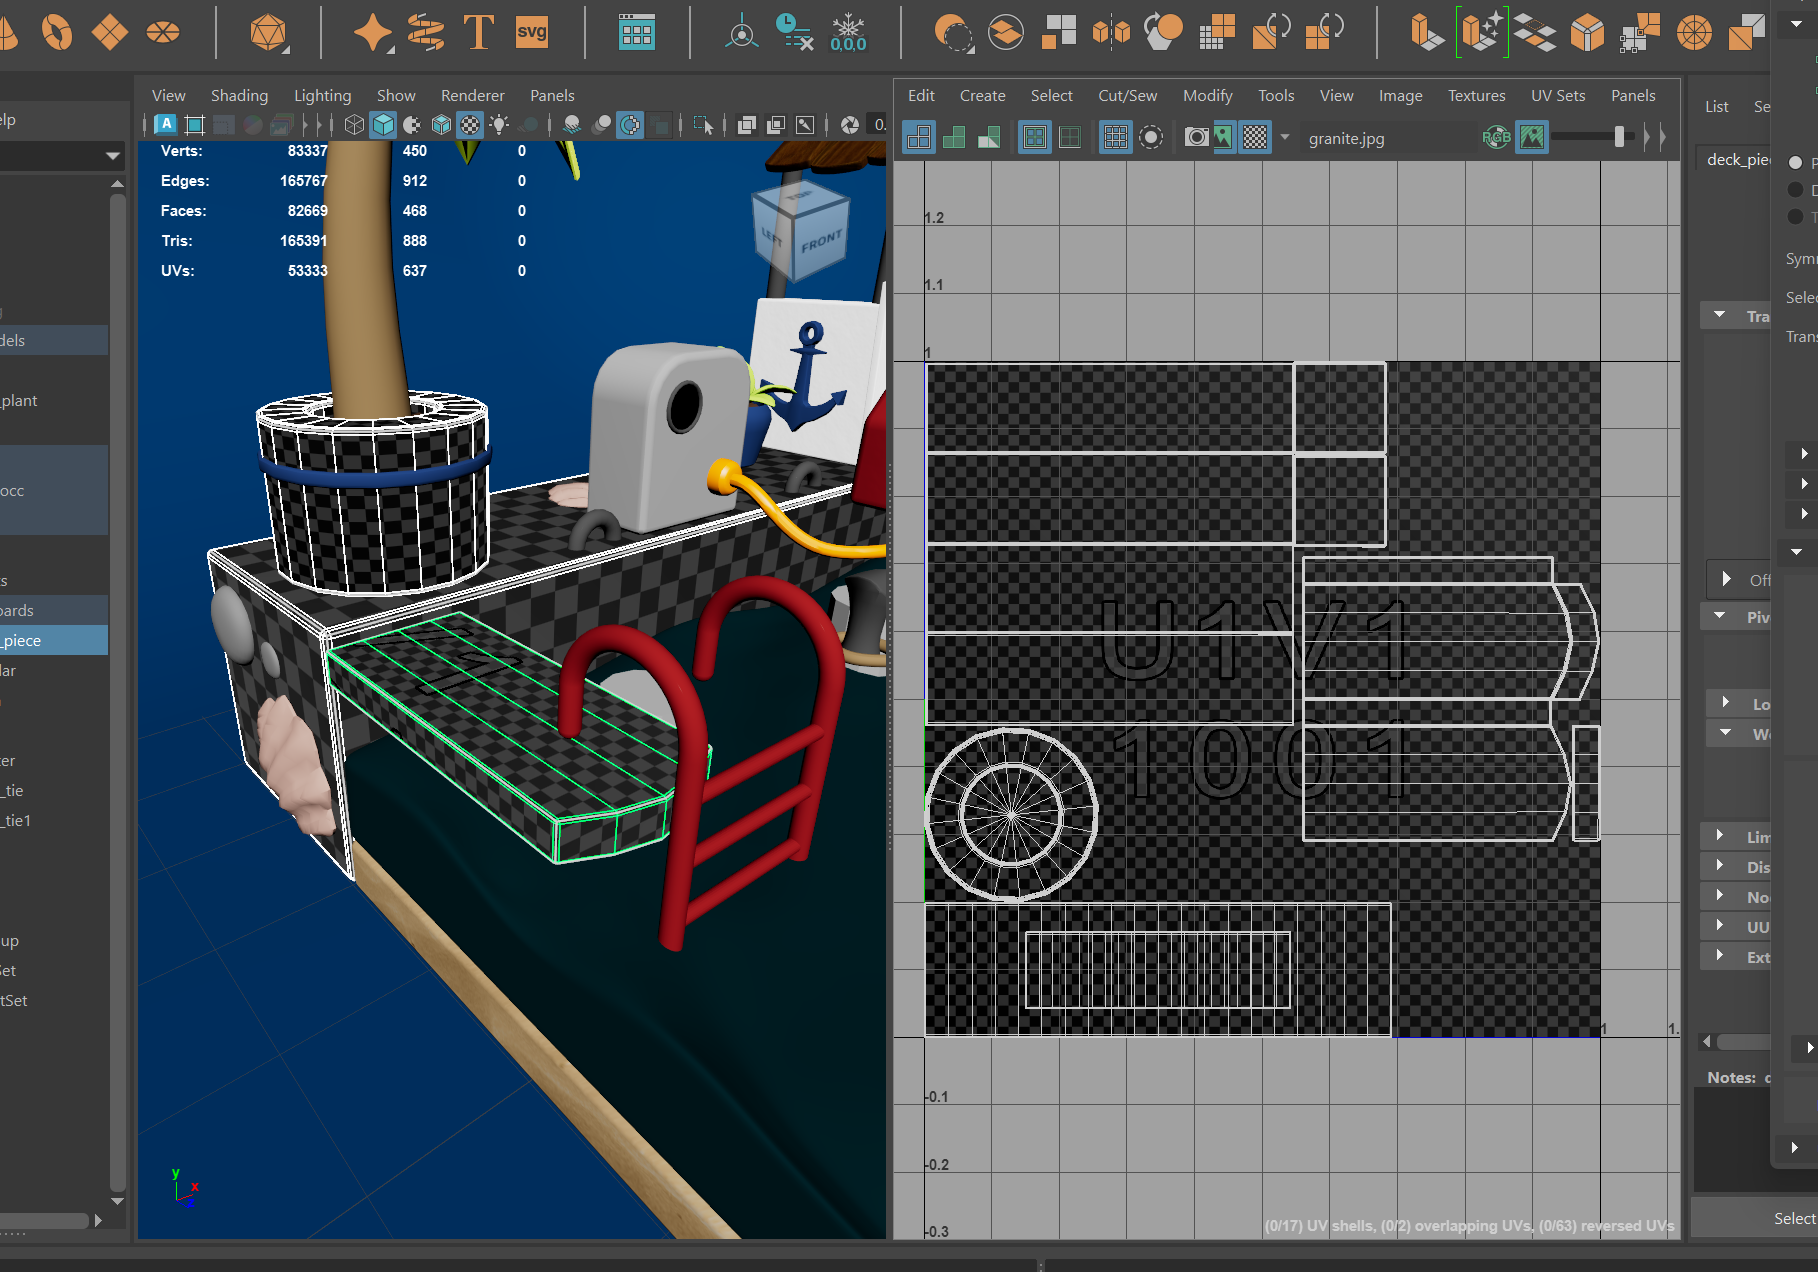 svg
0,0,0
View Shading Lighting Show Renderer Panels
Edit Create Select Cut/Sew Modify Tools View Image Textures UV Sets Panels
List Se
elp
A
0.
granite.jpg
RGB
deck_pie
Verts: 83337 450 0
Edges: 165767 912 0
Faces: 82669 468 0
Tris: 165391 888 0
UVs: 53333 637 0
TOP
LEFT
FRONT
1.2
1.1
1
U1V1
1001
1
1.
-0.1
-0.2
-0.3
(0/17) UV shells, (0/2) overlapping UVs, (0/63) reversed UVs
dels
plant
occ
s
oards
_piece
lar
ter
_tie
_tie1
up
Set
tSet
y
x
z
Sym
Selec
Trans
Tra
Off
Piv
Lo
Wo
Lim
Dis
No
UU
Ext
Notes: d
Select